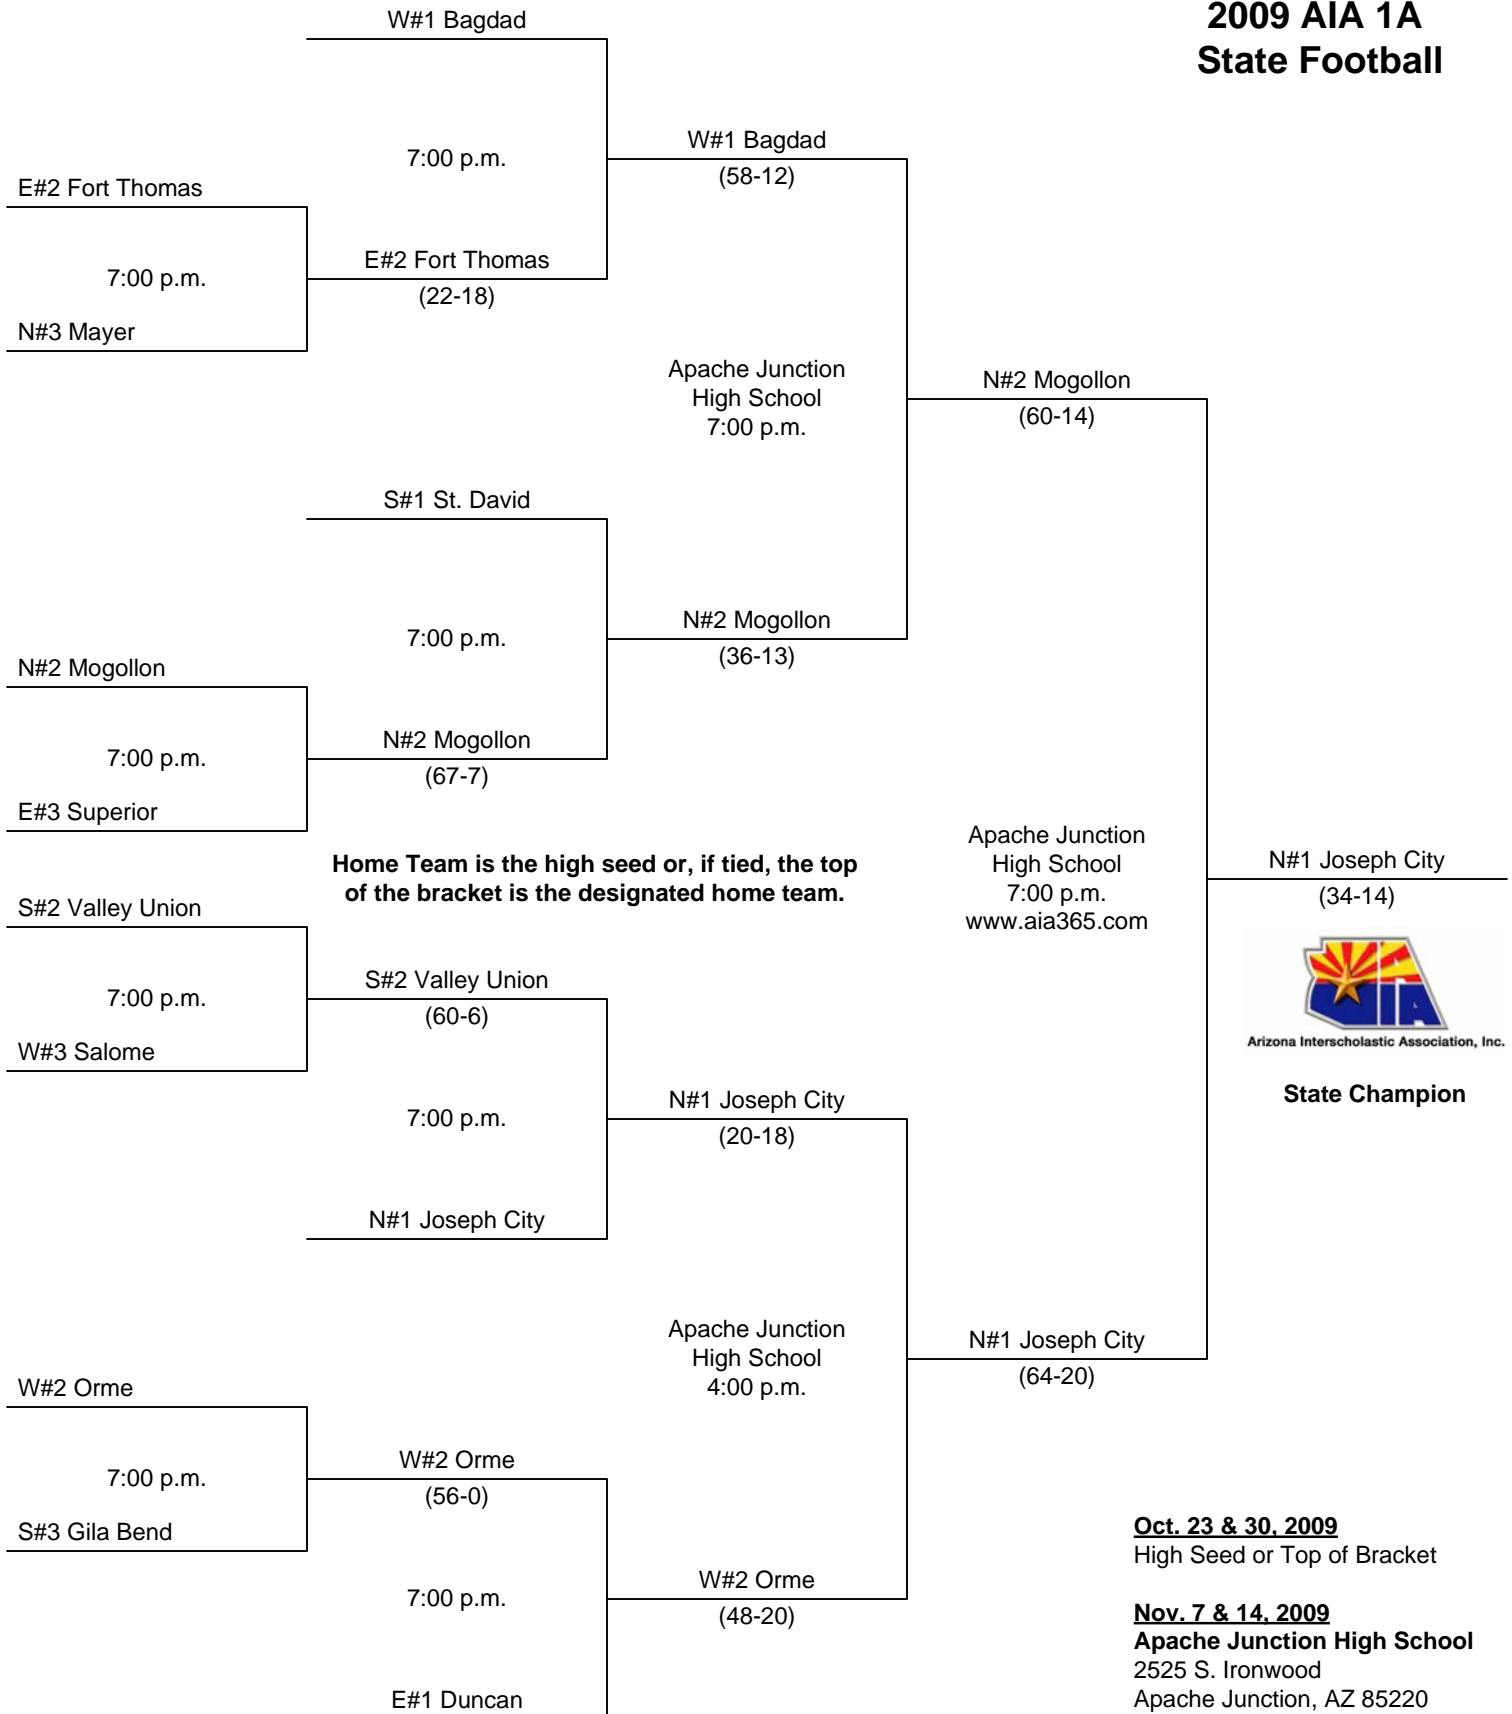 2009 AIA 1A
State Football
W#1 Bagdad
7:00 p.m.
W#1 Bagdad
(58-12)
E#2 Fort Thomas
7:00 p.m.
E#2 Fort Thomas
(22-18)
N#3 Mayer
Apache Junction
High School
7:00 p.m.
N#2 Mogollon
(60-14)
S#1 St. David
7:00 p.m.
N#2 Mogollon
(36-13)
N#2 Mogollon
7:00 p.m.
N#2 Mogollon
(67-7)
E#3 Superior
Home Team is the high seed or, if tied, the top
of the bracket is the designated home team.
Apache Junction
High School
7:00 p.m.
www.aia365.com
N#1 Joseph City
(34-14)
AIA
Arizona Interscholastic Association, Inc.
State Champion
S#2 Valley Union
7:00 p.m.
S#2 Valley Union
(60-6)
W#3 Salome
7:00 p.m.
N#1 Joseph City
(20-18)
N#1 Joseph City
Apache Junction
High School
4:00 p.m.
N#1 Joseph City
(64-20)
W#2 Orme
7:00 p.m.
W#2 Orme
(56-0)
S#3 Gila Bend
7:00 p.m.
W#2 Orme
(48-20)
E#1 Duncan
Oct. 23 & 30, 2009
High Seed or Top of Bracket
Nov. 7 & 14, 2009
Apache Junction High School
2525 S. Ironwood
Apache Junction, AZ 85220